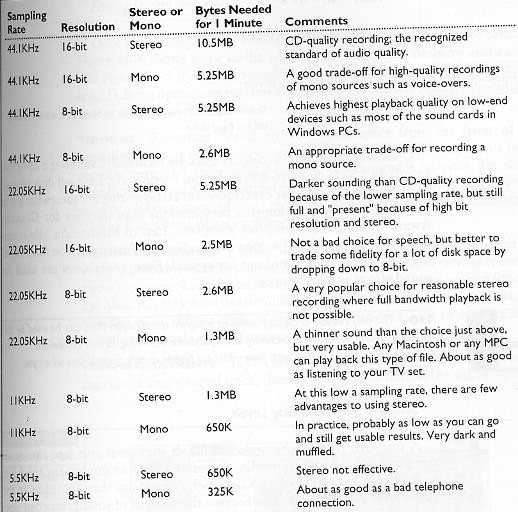 Sampling Rate Resolution Stereo or Mono Bytes Needed for 1 Minute Comments
44.1KHz 16-bit Stereo 10.5MB CD-quality recording; the recognized
standard of audio quality.
44.1KHz 16-bit Mono 5.25MB A good trade-off for high-quality recordings
of mono sources such as voice-overs.
44.1KHz 8-bit Stereo 5.25MB Achieves highest playback quality on low-end
devices such as most of the sound cards in
Windows PCs.
44.1KHz 8-bit Mono 2.6MB An appropriate trade-off for recording a
mono source.
22.05KHz 16-bit Stereo 5.25MB Darker sounding than CD-quality recording
because of the lower sampling rate, but still
full and "present" because of high bit
resolution and stereo.
22.05KHz 16-bit Mono 2.5MB Not a bad choice for speech, but better to
trade some fidelity for a lot of disk space by
dropping down to 8-bit.
22.05KHz 8-bit Stereo 2.6MB A very popular choice for reasonable stereo
recording where full bandwidth playback is
not possible.
22.05KHz 8-bit Mono 1.3MB A thinner sound than the choice just above,
but very usable. Any Macintosh or any MPC
can play back this type of file. About as good
as listening to your TV set.
11KHz 8-bit Stereo 1.3MB At this low a sampling rate, there are few
advantages to using stereo.
11KHz 8-bit Mono 650K In practice, probably as low as you can go
and still get usable results. Very dark and
muffled.
5.5KHz 8-bit Stereo 650K Stereo not effective.
5.5KHz 8-bit Mono 325K About as good as a bad telephone
connection.